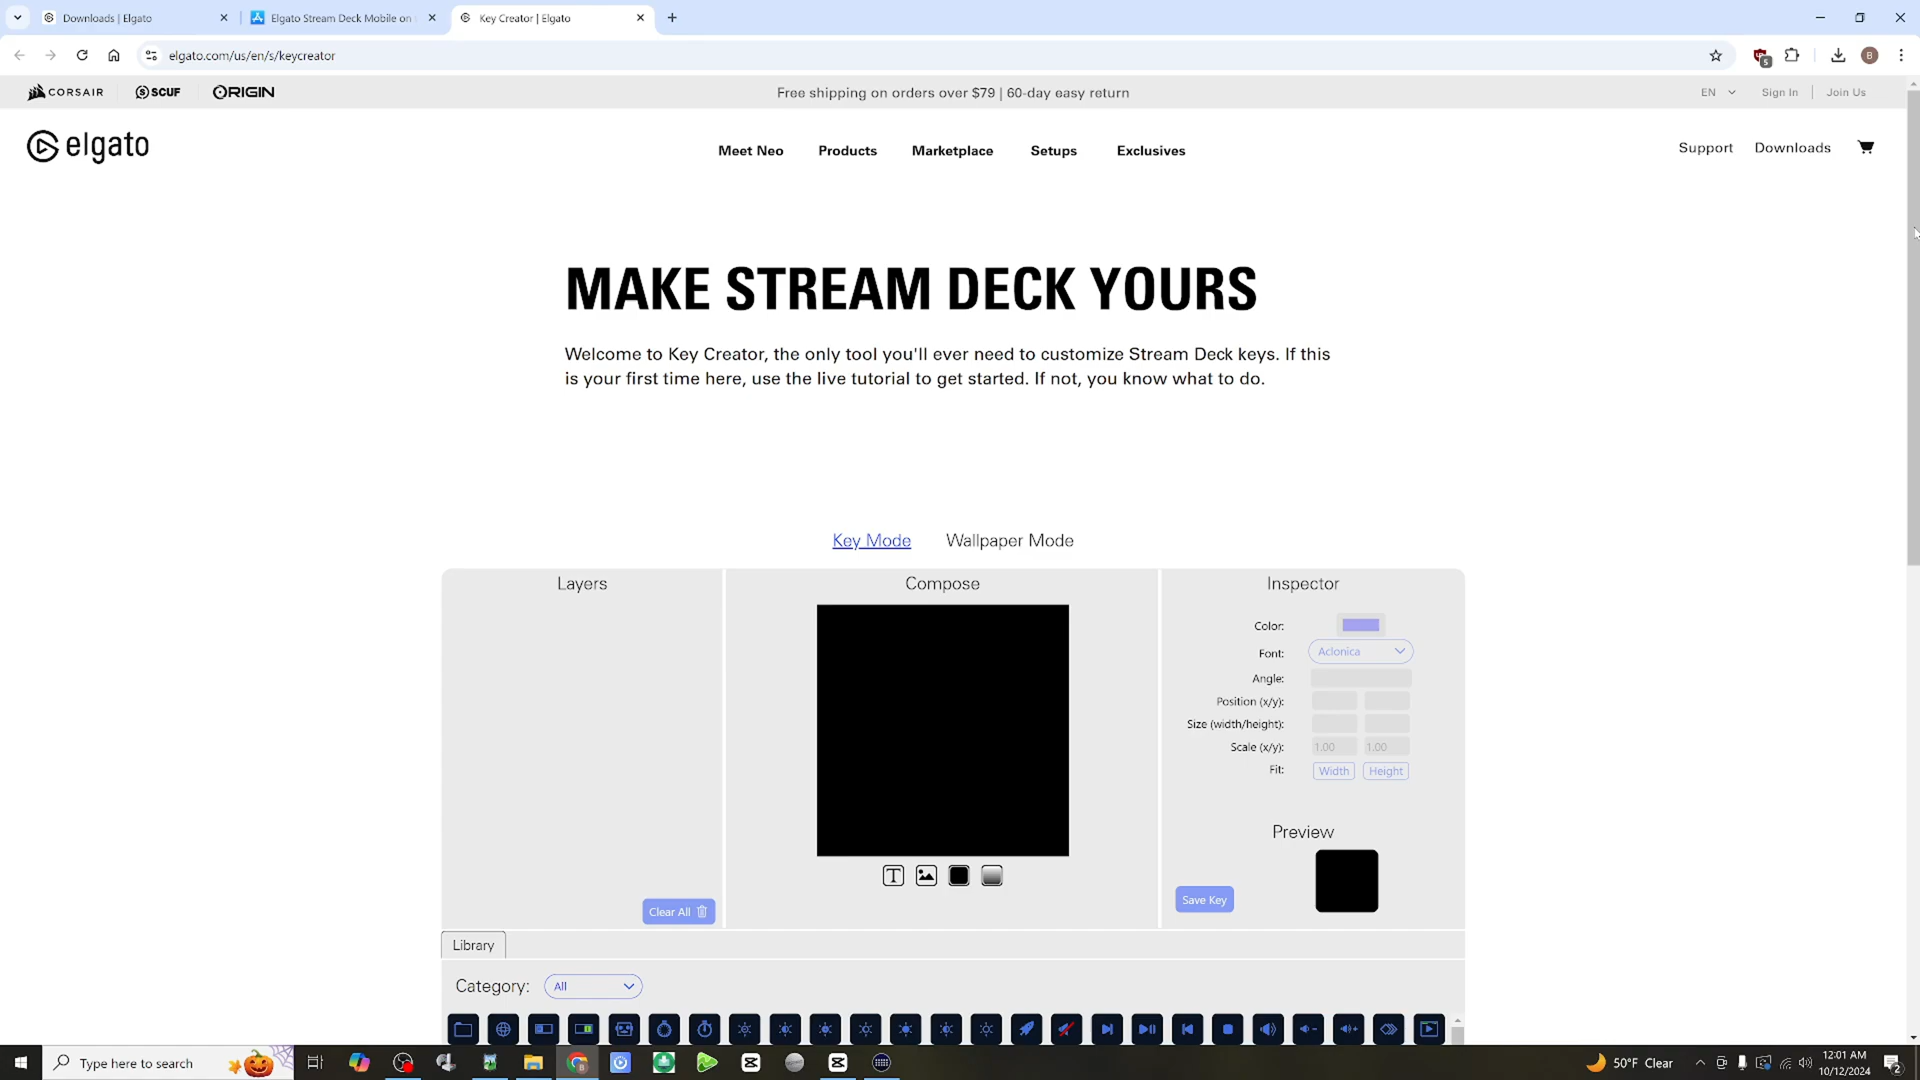 Downloads | Elgato
Elgato Stream Deck Mobile on
Key Creator | Elgato
elgato.com/us/en/s/keycreator
5
B
CORSAIR
SCUF
ORIGIN
Free shipping on orders over $79 | 60-day easy return
EN
Sign In
Join Us
elgato
Meet Neo
Products
Marketplace
Setups
Exclusives
Support
Downloads
MAKE STREAM DECK YOURS
Welcome to Key Creator, the only tool you'll ever need to customize Stream Deck keys. If this
is your first time here, use the live tutorial to get started. If not, you know what to do.
Key Mode
Wallpaper Mode
Layers
Compose
Inspector
Color:
Font:
Aclonica
Angle:
Position (x/y):
Size (width/height):
Scale (x/y):
1.00
1.00
Fit:
Width
Height
Preview
T
Save Key
Clear All
Library
Category:
All
Type here to search
50°F Clear
12:01 AM
10/12/2024
2